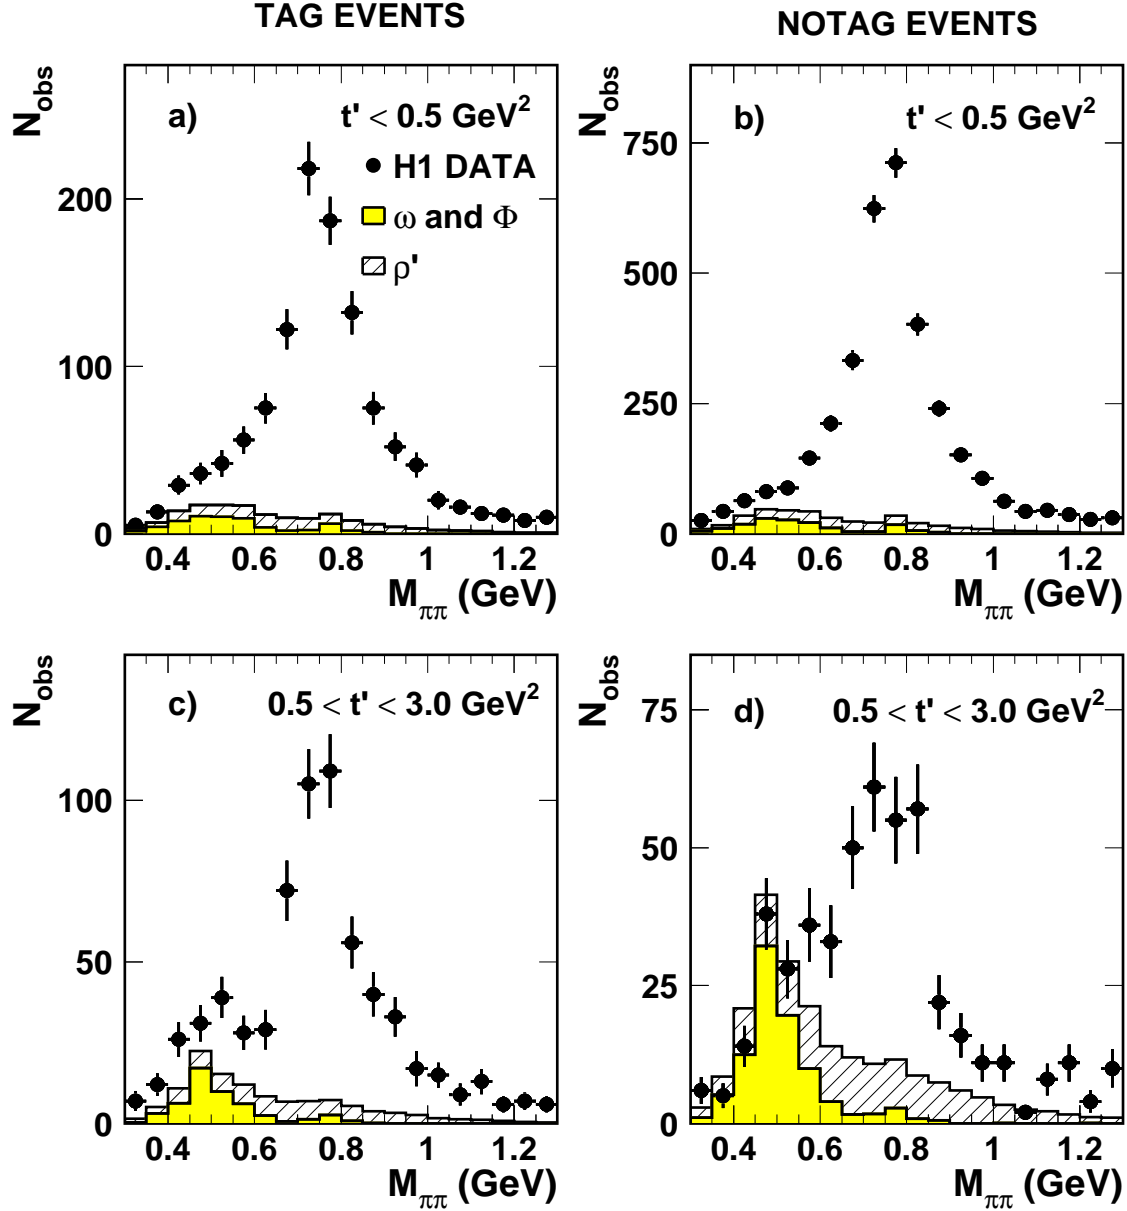 TAG EVENTS
NOTAG EVENTS
N_obs
a)
t' < 0.5 GeV²
H1 DATA
ω and Φ
ρ'
200
100
0
0.4 0.6 0.8 1 1.2
M_ππ (GeV)
N_obs
b)
t' < 0.5 GeV²
750
500
250
0
0.4 0.6 0.8 1 1.2
M_ππ (GeV)
N_obs
c)
0.5 < t' < 3.0 GeV²
100
50
0
0.4 0.6 0.8 1 1.2
M_ππ (GeV)
N_obs
d)
0.5 < t' < 3.0 GeV²
75
50
25
0
0.4 0.6 0.8 1 1.2
M_ππ (GeV)